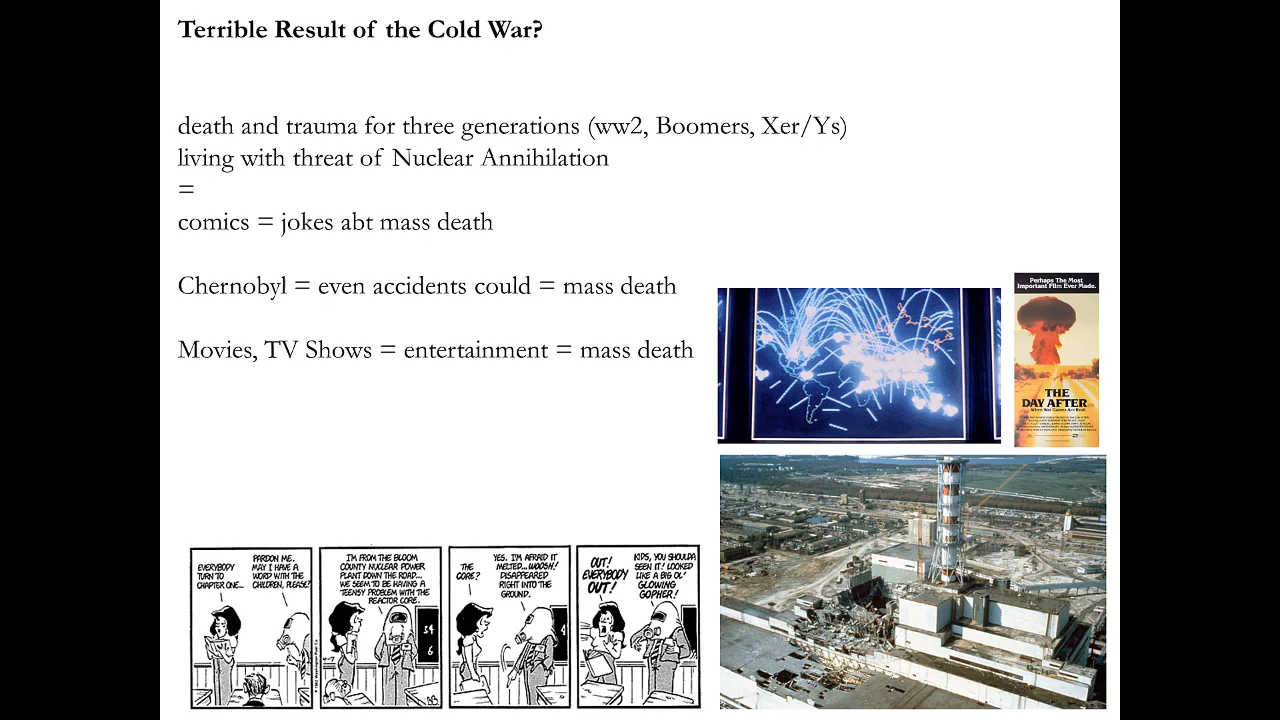 Terrible Result of the Cold War?
death and trauma for three generations (ww2, Boomers, Xer/Ys)
living with threat of Nuclear Annihilation
=
comics = jokes abt mass death
Chernobyl = even accidents could = mass death
Movies, TV Shows = entertainment = mass death
Perhaps The Most
Important Film Ever Made.
THE
DAY AFTER
When War Games Are Real.
EVERYBODY
TURN TO
CHAPTER ONE...
PARDON ME.
MAY I HAVE A
WORD WITH THE
CHILDREN, PLEASE?
I'M FROM THE BLOOM
COUNTY NUCLEAR POWER
PLANT DOWN THE ROAD...
WE SEEM TO BE HAVING A
TEENSY PROBLEM WITH THE
REACTOR CORE.
THE
CORE?
YES. I'M AFRAID IT
MELTED... WOOSH!
DISAPPEARED
RIGHT INTO THE
GROUND.
OUT!
EVERYBODY
OUT!
KIDS, YOU SHOULDA
SEEN IT! LOOKED
LIKE A BIG OL'
GLOWING
GOPHER!